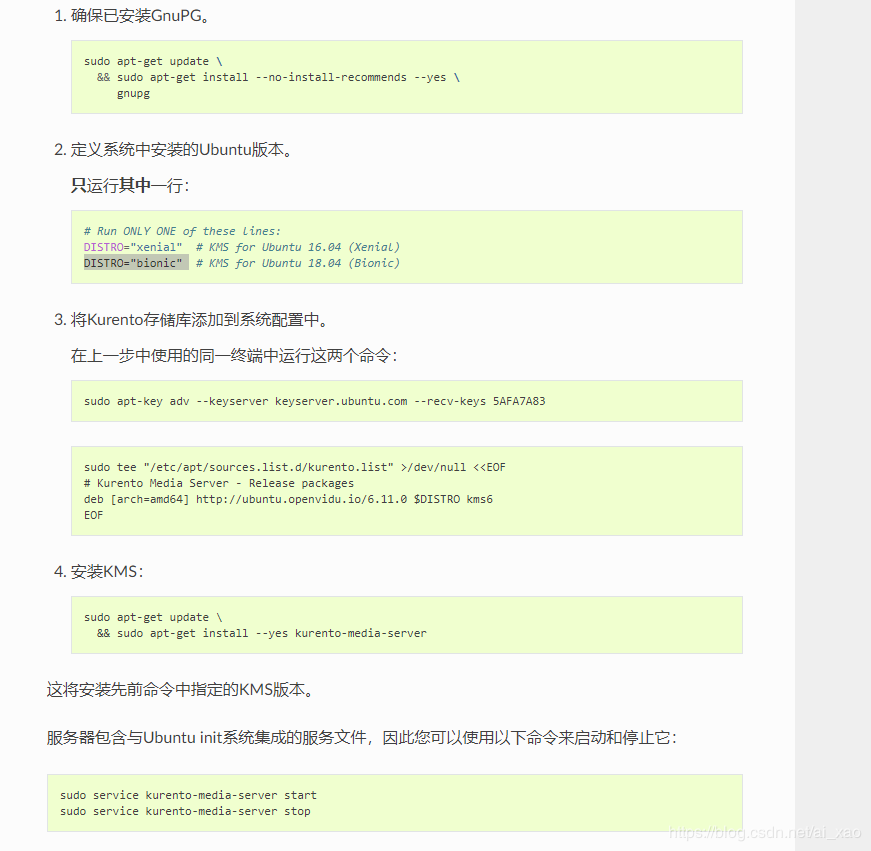 1. 确保已安装GnuPG。
sudo apt-get update \
&& sudo apt-get install --no-install-recommends --yes \
gnupg
2. 定义系统中安装的Ubuntu版本。
只运行其中一行：
# Run ONLY ONE of these lines:
DISTRO="xenial"  # KMS for Ubuntu 16.04 (Xenial)
DISTRO="bionic"  # KMS for Ubuntu 18.04 (Bionic)
3. 将Kurento存储库添加到系统配置中。
在上一步中使用的同一终端中运行这两个命令：
sudo apt-key adv --keyserver keyserver.ubuntu.com --recv-keys 5AFA7A83
sudo tee "/etc/apt/sources.list.d/kurento.list" >/dev/null <<EOF
# Kurento Media Server - Release packages
deb [arch=amd64] http://ubuntu.openvidu.io/6.11.0 $DISTRO kms6
EOF
4. 安装KMS：
sudo apt-get update \
&& sudo apt-get install --yes kurento-media-server
这将安装先前命令中指定的KMS版本。
服务器包含与Ubuntu init系统集成的服务文件，因此您可以使用以下命令来启动和停止它：
sudo service kurento-media-server start
sudo service kurento-media-server stop
https://blog.csdn.net/ai_xao